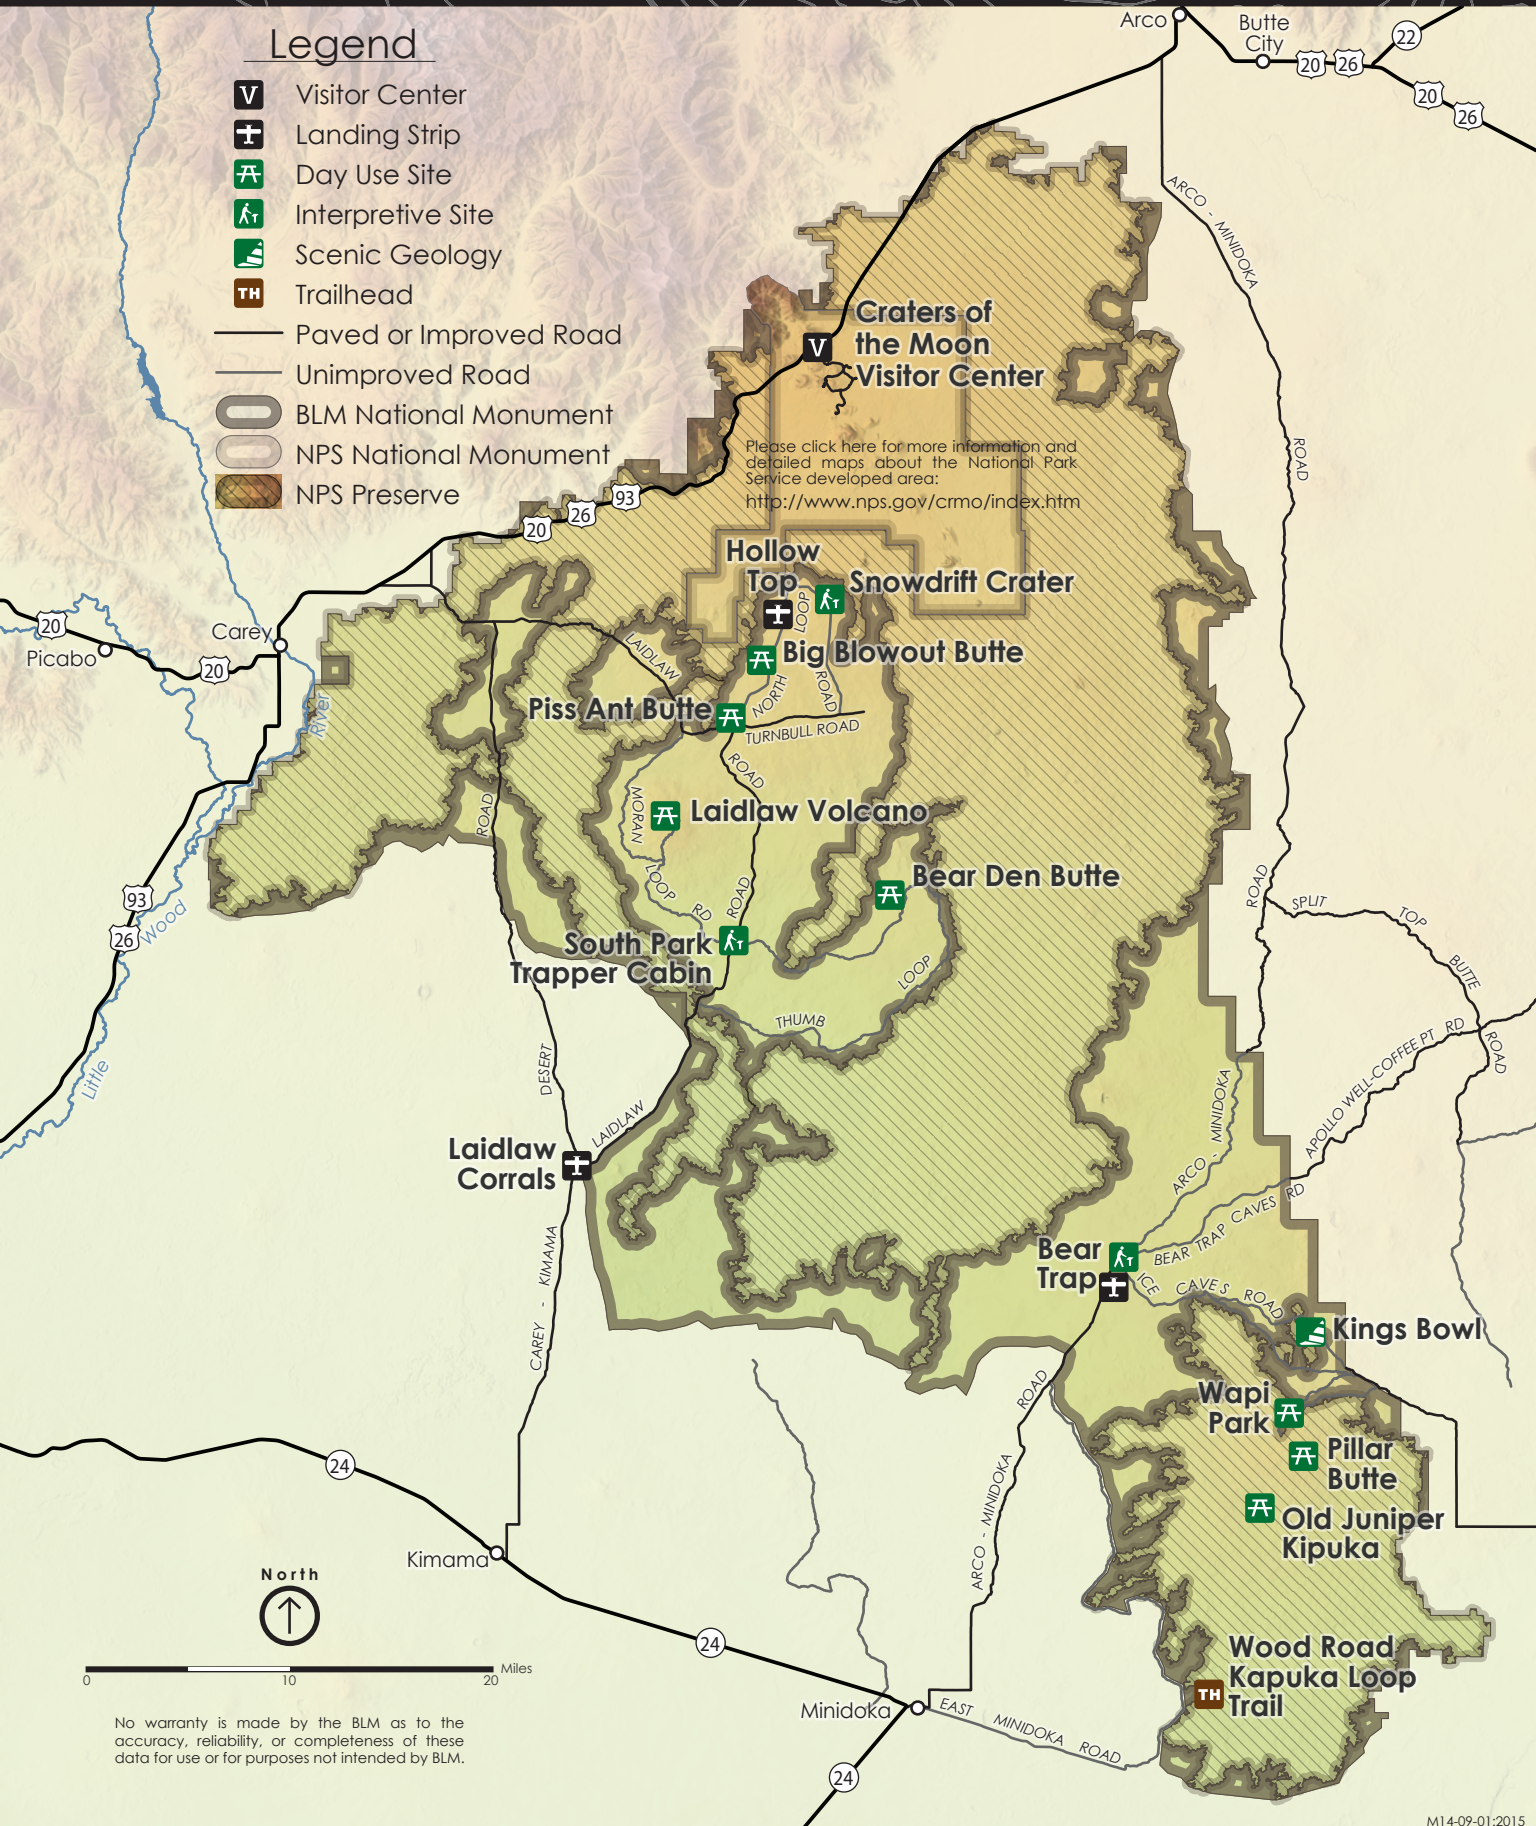 Legend
Visitor Center
Landing Strip
Day Use Site
Interpretive Site
Scenic Geology
Trailhead
Paved or Improved Road
Unimproved Road
BLM National Monument
NPS National Monument
NPS Preserve
V
TH
Arco
Butte
City
20
26
22
20
26
ARCO - MINIDOKA
ROAD
V
Craters of
the Moon
Visitor Center
Please click here for more information and
detailed maps about the National Park
Service developed area:
http://www.nps.gov/crmo/index.htm
20
26
93
20
Picabo
Carey
20
River
Hollow
Top
Snowdrift Crater
LOOP
LAIDLAW
Big Blowout Butte
NORTH
ROAD
Piss Ant Butte
TURNBULL ROAD
ROAD
MORAN
ROAD
Laidlaw Volcano
LOOP
RD
ROAD
Bear Den Butte
93
26
Wood
South Park
Trapper Cabin
LOOP
THUMB
ROAD
SPLIT
TOP
BUTTE
ROAD
APOLLO WELL-COFFEE PT RD
Little
DESERT
LAIDLAW
Laidlaw
Corrals
ARCO - MINIDOKA
BEAR TRAP CAVES RD
CAREY - KIMAMA
Bear
Trap
ICE
CAVES
ROAD
Kings Bowl
ROAD
Wapi
Park
Pillar
Butte
Old Juniper
Kipuka
ARCO - MINIDOKA
24
Kimama
24
North
0
10
20
Miles
Wood Road
Kapuka Loop
Trail
TH
Minidoka
EAST MINIDOKA ROAD
24
No warranty is made by the BLM as to the
accuracy, reliability, or completeness of these
data for use or for purposes not intended by BLM.
M14-09-01:2015